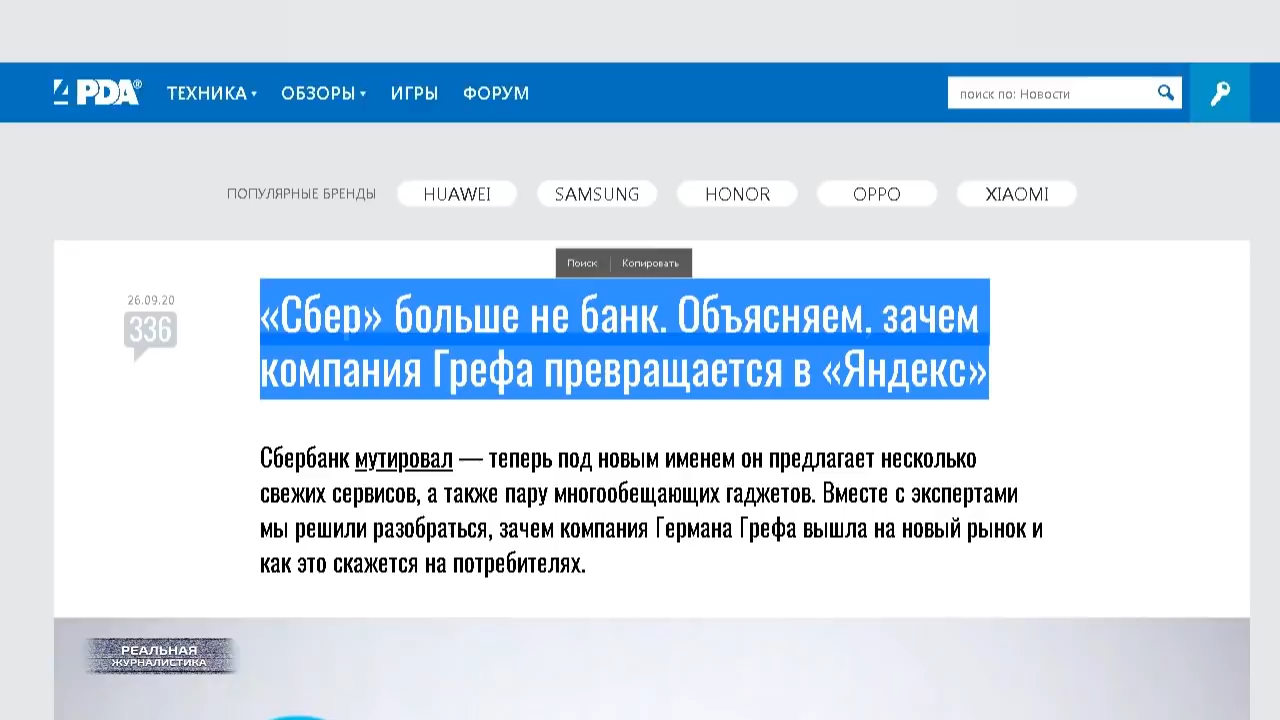 4PDA®
ТЕХНИКА ОБЗОРЫ ИГРЫ ФОРУМ
поиск по: Новости
ПОПУЛЯРНЫЕ БРЕНДЫ HUAWEI SAMSUNG HONOR OPPO XIAOMI
Поиск Копировать
26.09.20
336
«Сбер» больше не банк. Объясняем, зачем
компания Грефа превращается в «Яндекс»
Сбербанк мутировал — теперь под новым именем он предлагает несколько
свежих сервисов, а также пару многообещающих гаджетов. Вместе с экспертами
мы решили разобраться, зачем компания Германа Грефа вышла на новый рынок и
как это скажется на потребителях.
РЕАЛЬНАЯ
ЖУРНАЛИСТИКА